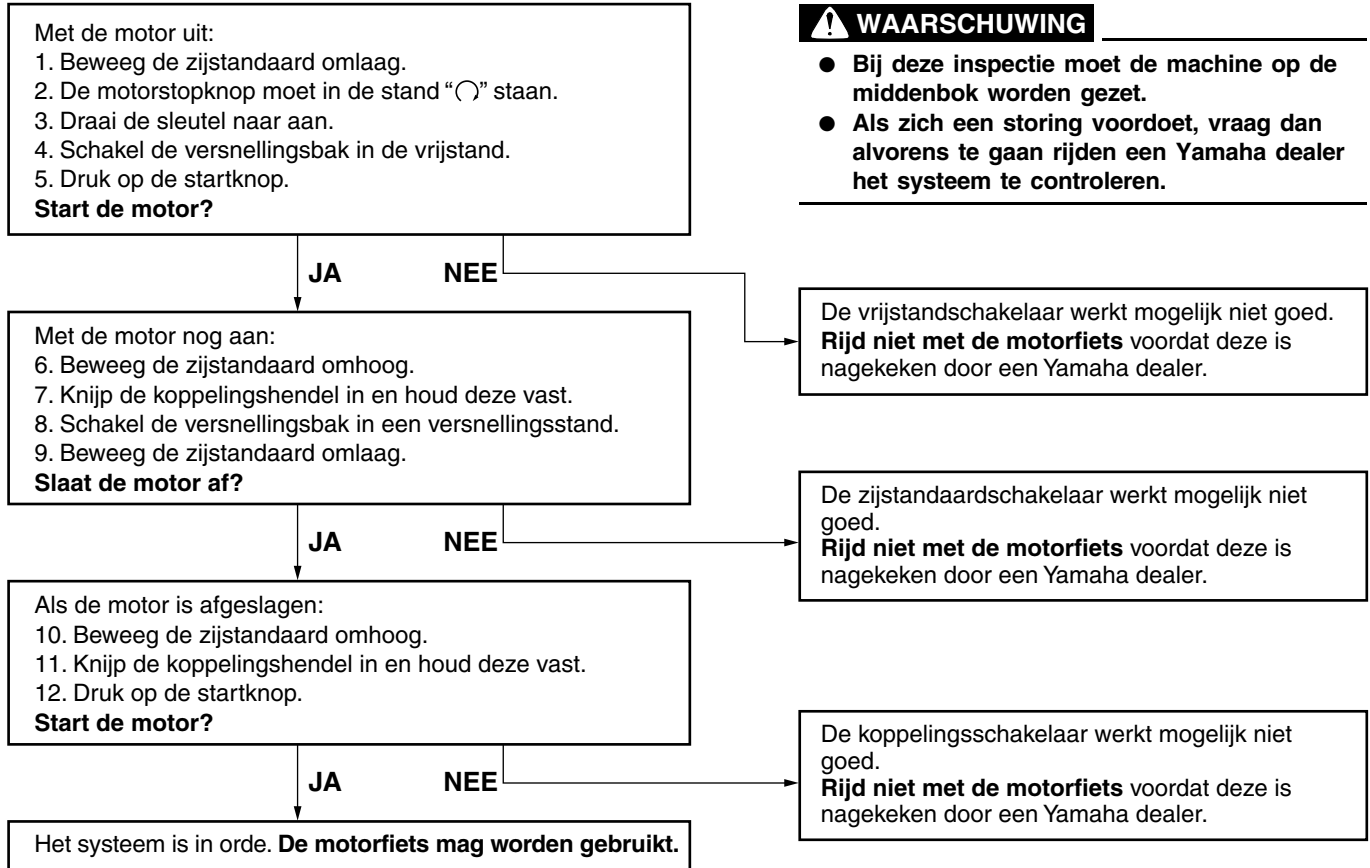 Met de motor uit:
1. Beweeg de zijstandaard omlaag.
2. De motorstopknop moet in de stand “” staan.
3. Draai de sleutel naar aan.
4. Schakel de versnellingsbak in de vrijstand.
5. Druk op de startknop.
Start de motor?
WAARSCHUWING
● Bij deze inspectie moet de machine op de
middenbok worden gezet.
● Als zich een storing voordoet, vraag dan
alvorens te gaan rijden een Yamaha dealer
het systeem te controleren.
JA NEE
De vrijstandschakelaar werkt mogelijk niet goed.
Rijd niet met de motorfiets voordat deze is
nagekeken door een Yamaha dealer.
Met de motor nog aan:
6. Beweeg de zijstandaard omhoog.
7. Knijp de koppelingshendel in en houd deze vast.
8. Schakel de versnellingsbak in een versnellingsstand.
9. Beweeg de zijstandaard omlaag.
Slaat de motor af?
JA NEE
De zijstandaardschakelaar werkt mogelijk niet
goed.
Rijd niet met de motorfiets voordat deze is
nagekeken door een Yamaha dealer.
Als de motor is afgeslagen:
10. Beweeg de zijstandaard omhoog.
11. Knijp de koppelingshendel in en houd deze vast.
12. Druk op de startknop.
Start de motor?
JA NEE
De koppelingsschakelaar werkt mogelijk niet
goed.
Rijd niet met de motorfiets voordat deze is
nagekeken door een Yamaha dealer.
Het systeem is in orde. De motorfiets mag worden gebruikt.